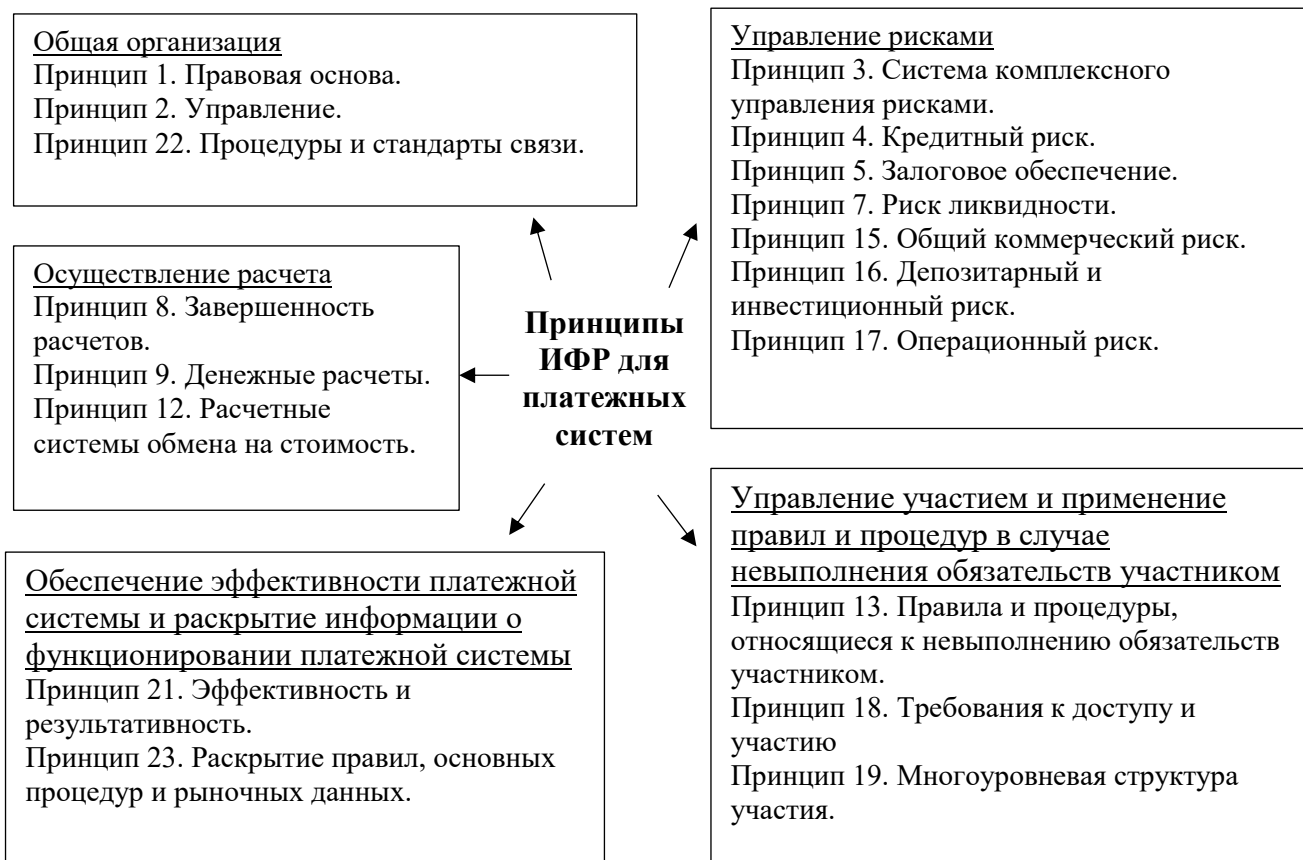 Общая организация
Принцип 1. Правовая основа.
Принцип 2. Управление.
Принцип 22. Процедуры и стандарты связи.
Управление рисками
Принцип 3. Система комплексного
управления рисками.
Принцип 4. Кредитный риск.
Принцип 5. Залоговое обеспечение.
Принцип 7. Риск ликвидности.
Принцип 15. Общий коммерческий риск.
Принцип 16. Депозитарный и
инвестиционный риск.
Принцип 17. Операционный риск.
Осуществление расчета
Принцип 8. Завершенность
расчетов.
Принцип 9. Денежные расчеты.
Принцип 12. Расчетные
системы обмена на стоимость.
Принципы
ИФР для
платежных
систем
Обеспечение эффективности платежной
системы и раскрытие информации о
функционировании платежной системы
Принцип 21. Эффективность и
результативность.
Принцип 23. Раскрытие правил, основных
процедур и рыночных данных.
Управление участием и применение
правил и процедур в случае
невыполнения обязательств участником
Принцип 13. Правила и процедуры,
относящиеся к невыполнению обязательств
участником.
Принцип 18. Требования к доступу и
участию
Принцип 19. Многоуровневая структура
участия.